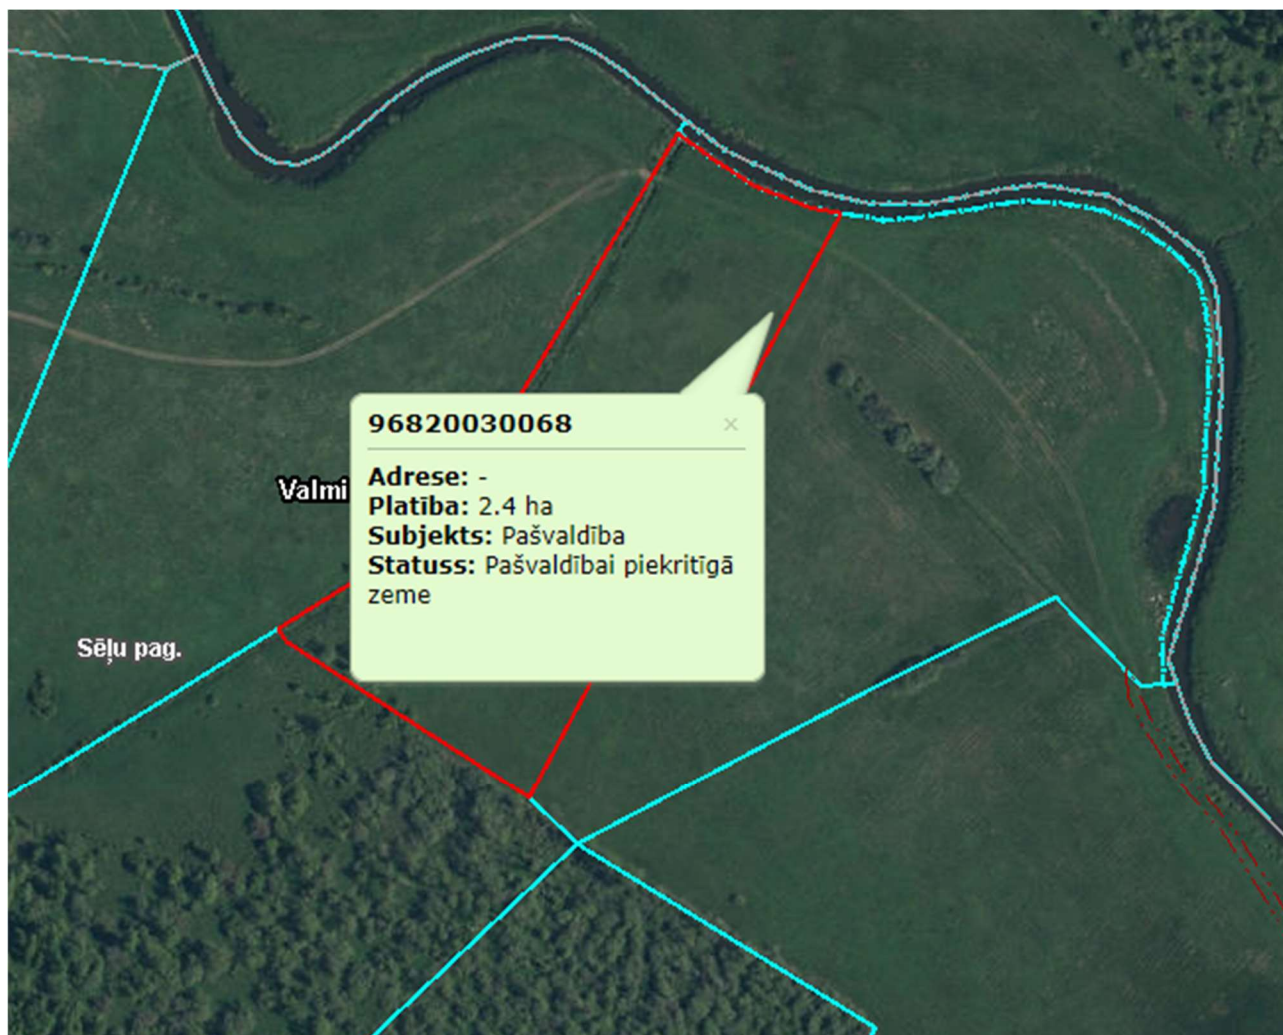 96820030068
×
Adrese: -
Platība: 2.4 ha
Valmi
Subjekts: Pašvaldība
Statuss: Pašvaldībai piekritīgā
zeme
Sēļu pag.